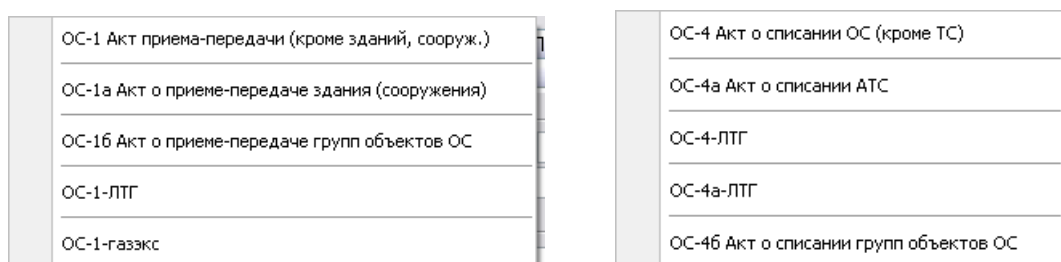 ОС-1 Акт приема-передачи (кроме зданий, сооруж.)
ОС-1а Акт о приеме-передаче здания (сооружения)
ОС-1б Акт о приеме-передаче групп объектов ОС
ОС-1-ЛТГ
ОС-1-газэкс
ОС-4 Акт о списании ОС (кроме ТС)
ОС-4а Акт о списании АТС
ОС-4-ЛТГ
ОС-4а-ЛТГ
ОС-4б Акт о списании групп объектов ОС